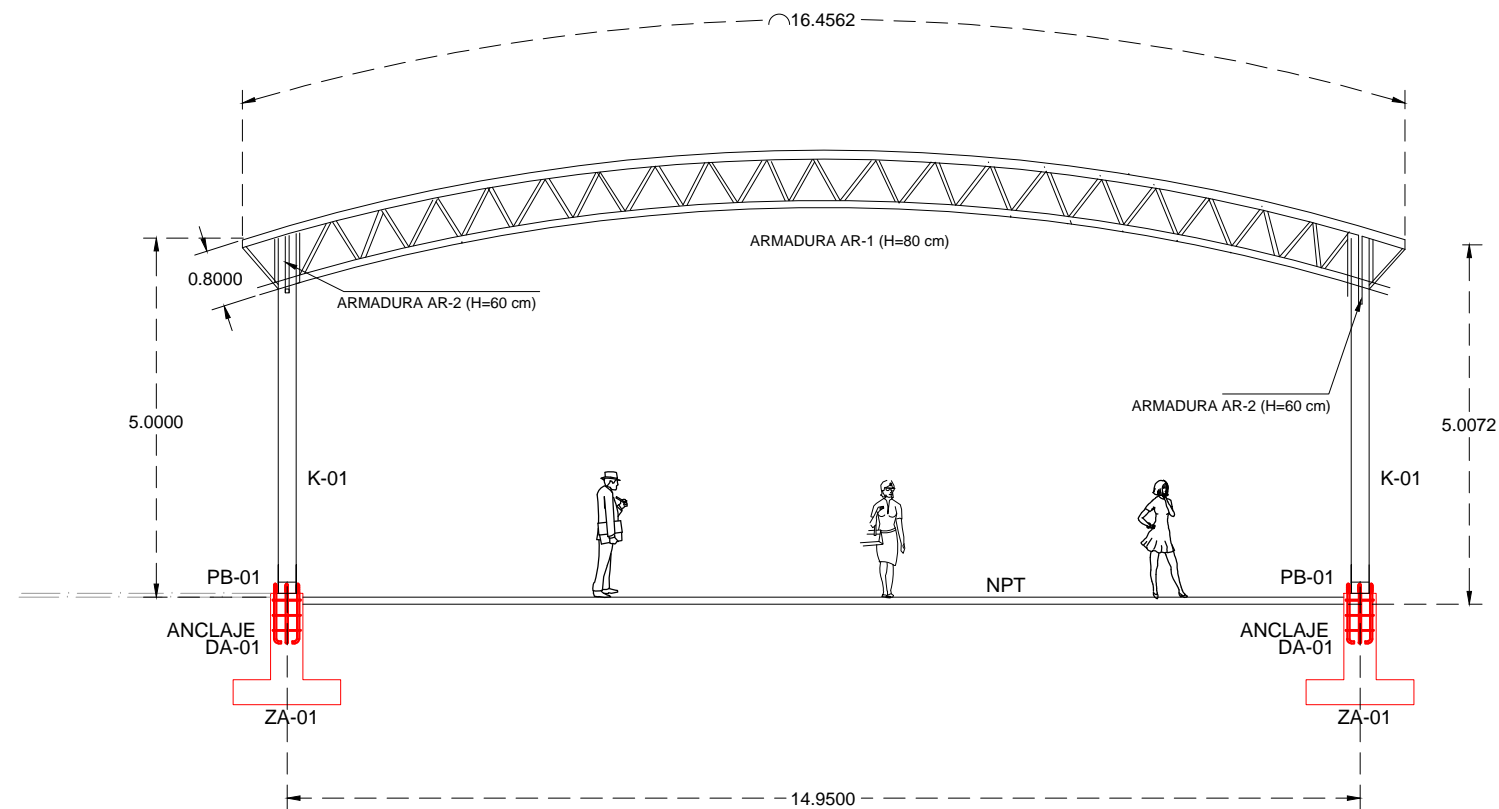 16.4562
ARMADURA AR-1 (H=80 cm)
0.8000
ARMADURA AR-2 (H=60 cm)
ARMADURA AR-2 (H=60 cm)
5.0000
5.0072
K-01
K-01
PB-01
NPT
PB-01
ANCLAJE
DA-01
ANCLAJE
DA-01
ZA-01
ZA-01
14.9500